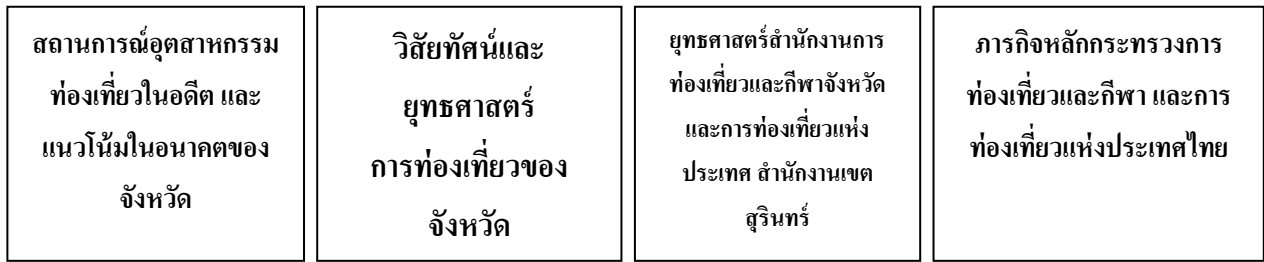 สถานการณ์อุตสาหกรรม
ท่องเที่ยวในอดีต และ
แนวโน้มในอนาคตของ
จังหวัด
วิสัยทัศน์และ
ยุทธศาสตร์
การท่องเที่ยวของ
จังหวัด
ยุทธศาสตร์สำนักงานการ
ท่องเที่ยวและกีฬาจังหวัด
และการท่องเที่ยวแห่ง
ประเทศ สำนักงานเขต
สุรินทร์
ภารกิจหลักกระทรวงการ
ท่องเที่ยวและกีฬา และการ
ท่องเที่ยวแห่งประเทศไทย